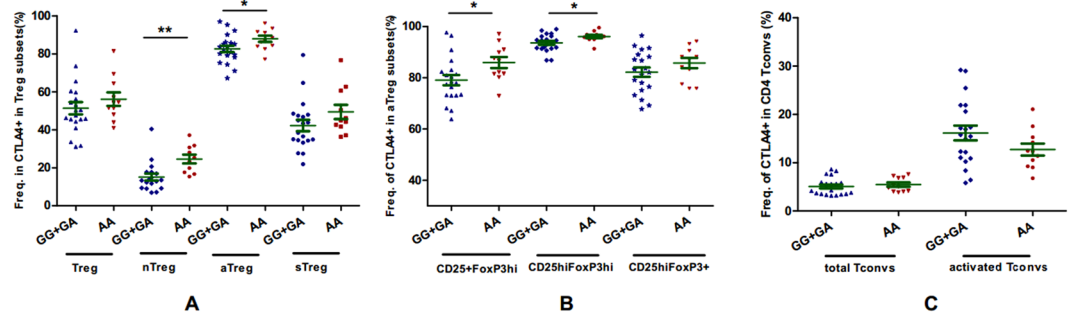 Freq. in CTLA4+ in Treg subsets(%)
100
80
60
40
20
0
**
*
GG+GA AA GG+GA AA GG+GA AA GG+GA AA
Treg nTreg aTreg sTreg
A
Freq. of CTLA4+ in aTreg subsets(%)
100
80
60
40
*
*
GG+GA AA GG+GA AA GG+GA AA
CD25+FoxP3hi CD25hiFoxP3hi CD25hiFoxP3+
B
Freq. of CTLA4+ in CD4 Tconvs (%)
40
30
20
10
0
GG+GA AA GG+GA AA
total Tconvs activated Tconvs
C